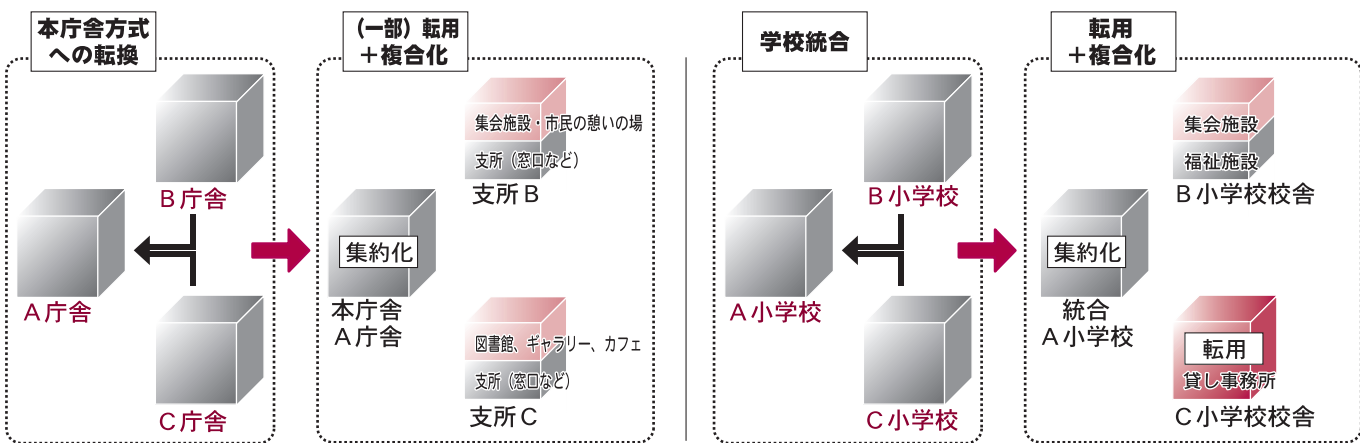 本庁舎方式
への転換
B庁舎
A庁舎
C庁舎
（一部）転用
＋複合化
集会施設・市民の憩いの場
支所（窓口など）
支所B
集約化
本庁舎
A庁舎
図書館、ギャラリー、カフェ
支所（窓口など）
支所C
学校統合
B小学校
A小学校
C小学校
転用
＋複合化
集会施設
福祉施設
B小学校校舎
集約化
統合
A小学校
転用
貸し事務所
C小学校校舎